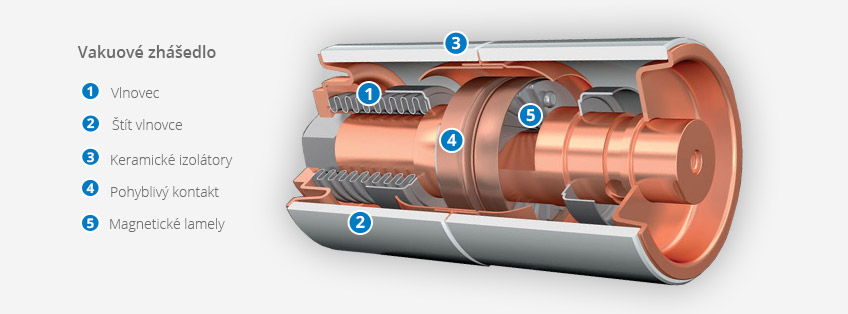 Vakuové zhášedlo
1 Vlnovec
2 Štít vlnovce
3 Keramické izolátory
4 Pohyblivý kontakt
5 Magnetické lamely
3
1
5
4
2